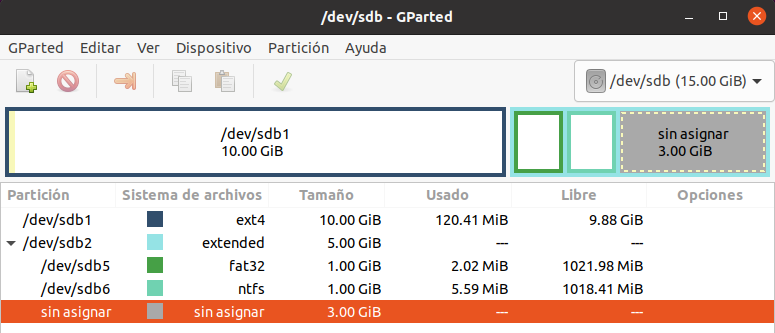 /dev/sdb - GParted
GParted Editar Ver Dispositivo Partición Ayuda
/dev/sdb (15.00 GiB)
/dev/sdb1
10.00 GiB
sin asignar
3.00 GiB
Partición Sistema de archivos Tamaño Usado Libre Opciones
/dev/sdb1 ext4 10.00 GiB 120.41 MiB 9.88 GiB
/dev/sdb2 extended 5.00 GiB --- ---
/dev/sdb5 fat32 1.00 GiB 2.02 MiB 1021.98 MiB
/dev/sdb6 ntfs 1.00 GiB 5.59 MiB 1018.41 MiB
sin asignar sin asignar 3.00 GiB --- ---